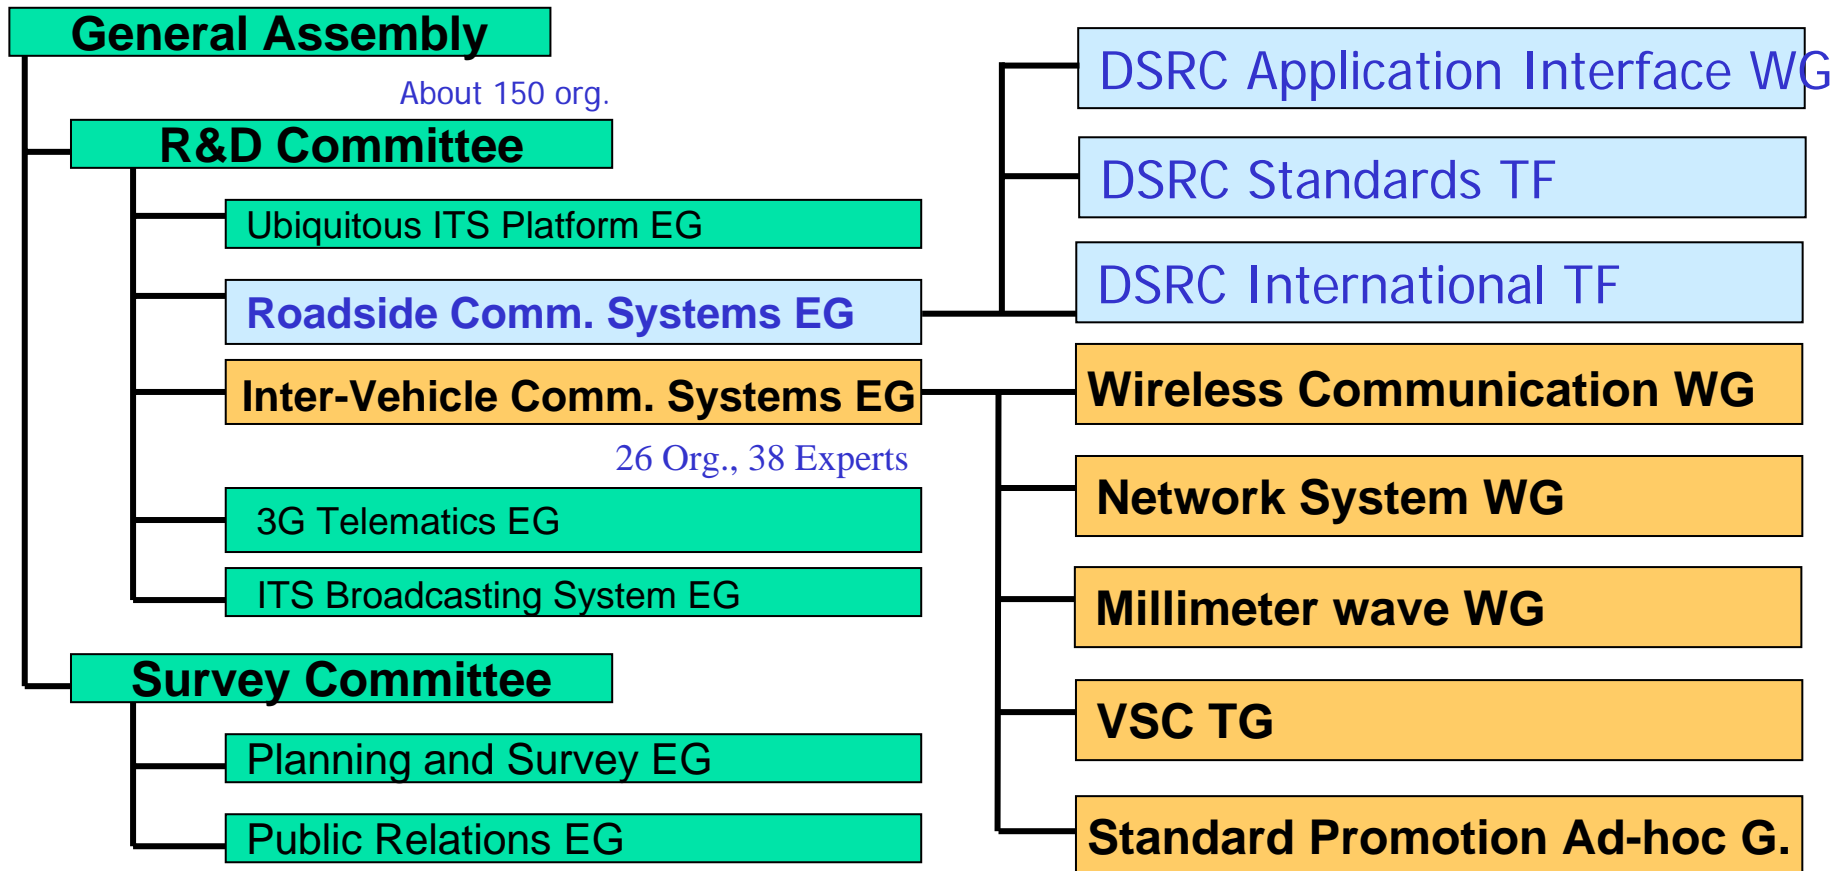 General Assembly
About 150 org.
R&D Committee
Ubiquitous ITS Platform EG
Roadside Comm. Systems EG
Inter-Vehicle Comm. Systems EG
26 Org., 38 Experts
3G Telematics EG
ITS Broadcasting System EG
Survey Committee
Planning and Survey EG
Public Relations EG
DSRC Application Interface WG
DSRC Standards TF
DSRC International TF
Wireless Communication WG
Network System WG
Millimeter wave WG
VSC TG
Standard Promotion Ad-hoc G.